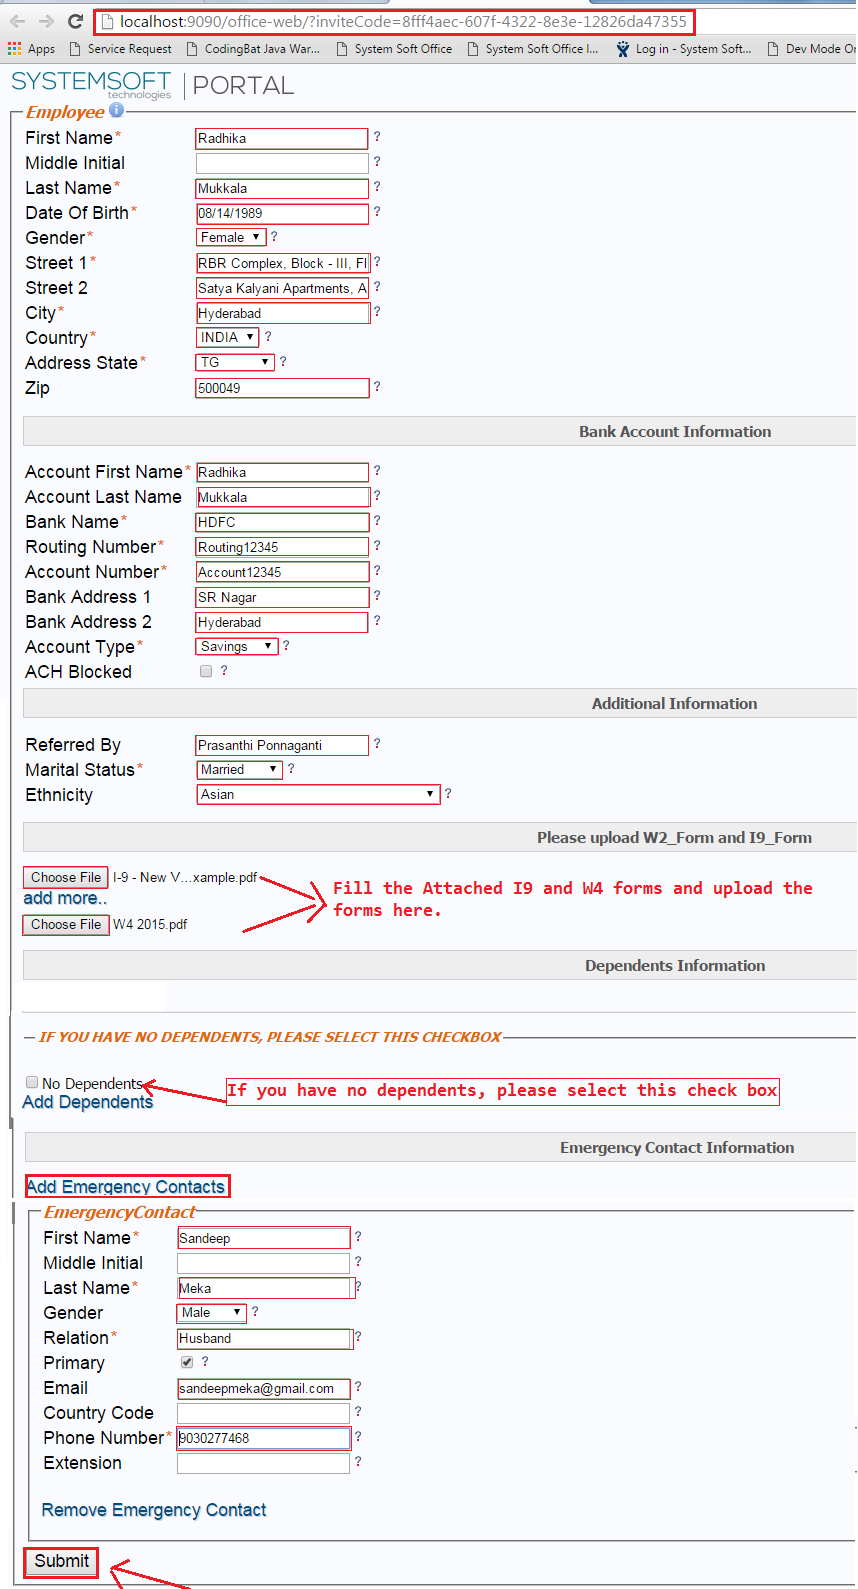 localhost:9090/office-web/?inviteCode=8fff4aec-607f-4322-8e3e-12826da47355
Apps Service Request CodingBat Java War... System Soft Office System Soft Office I... Log in - System Soft... Dev Mode On
SYSTEMSOFT technologies PORTAL
Employee i
First Name* Radhika ?
Middle Initial ?
Last Name* Mukkala ?
Date Of Birth* 08/14/1989 ?
Gender* Female ?
Street 1* RBR Complex, Block - III, Fl ?
Street 2 Satya Kalyani Apartments, A ?
City* Hyderabad ?
Country* INDIA ?
Address State* TG ?
Zip 500049 ?
Bank Account Information
Account First Name* Radhika ?
Account Last Name Mukkala ?
Bank Name* HDFC ?
Routing Number* Routing12345 ?
Account Number* Account12345 ?
Bank Address 1 SR Nagar ?
Bank Address 2 Hyderabad ?
Account Type* Savings ?
ACH Blocked ?
Additional Information
Referred By Prasanthi Ponnaganti ?
Marital Status* Married ?
Ethnicity Asian ?
Please upload W2_Form and I9_Form
Choose File I-9 - New V...xample.pdf
add more..
Choose File W4 2015.pdf
Fill the Attached I9 and W4 forms and upload the
forms here.
Dependents Information
IF YOU HAVE NO DEPENDENTS, PLEASE SELECT THIS CHECKBOX
No Dependents
If you have no dependents, please select this check box
Add Dependents
Emergency Contact Information
Add Emergency Contacts
EmergencyContact
First Name* Sandeep ?
Middle Initial ?
Last Name* Meka ?
Gender Male ?
Relation* Husband ?
Primary ?
Email sandeepmeka@gmail.com ?
Country Code ?
Phone Number* 9030277468 ?
Extension ?
Remove Emergency Contact
Submit